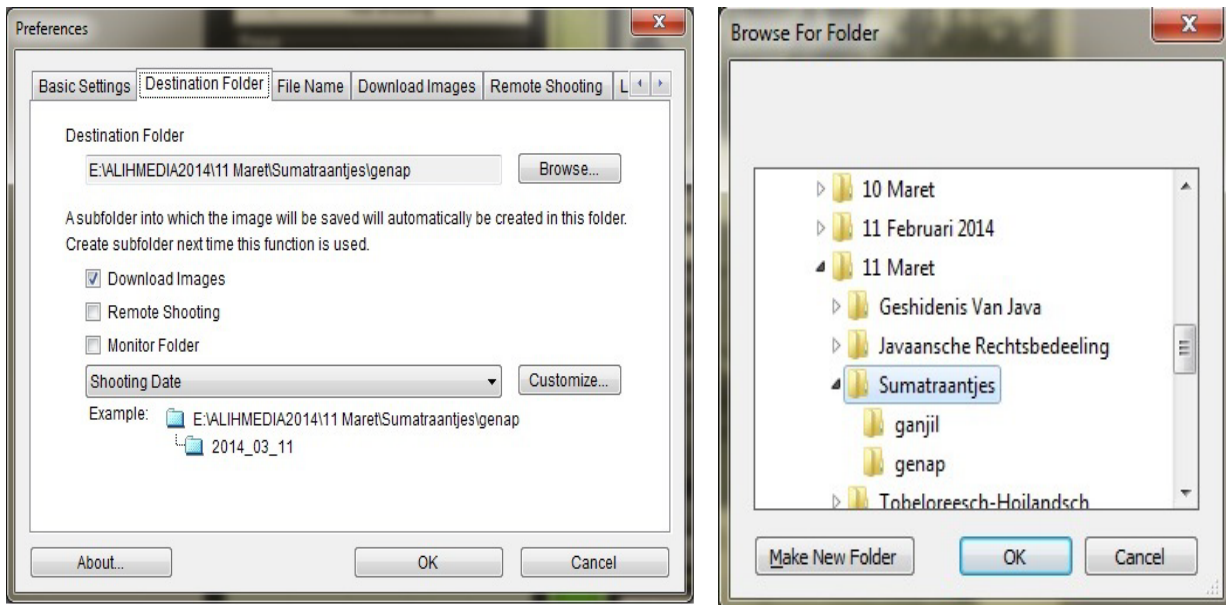 Preferences
Basic Settings Destination Folder File Name Download Images Remote Shooting L
Destination Folder
E:\ALIHMEDIA2014\11 Maret\Sumatraantjes\genap Browse...
A subfolder into which the image will be saved will automatically be created in this folder.
Create subfolder next time this function is used.
Download Images
Remote Shooting
Monitor Folder
Shooting Date Customize...
Example: E:\ALIHMEDIA2014\11 Maret\Sumatraantjes\genap
2014_03_11
About... OK Cancel
Browse For Folder
10 Maret
11 Februari 2014
11 Maret
Geshidenis Van Java
Javaansche Rechtsbedeeling
Sumatraantjes
ganjil
genap
Tobeloreesch-Hoilandsch
Make New Folder OK Cancel